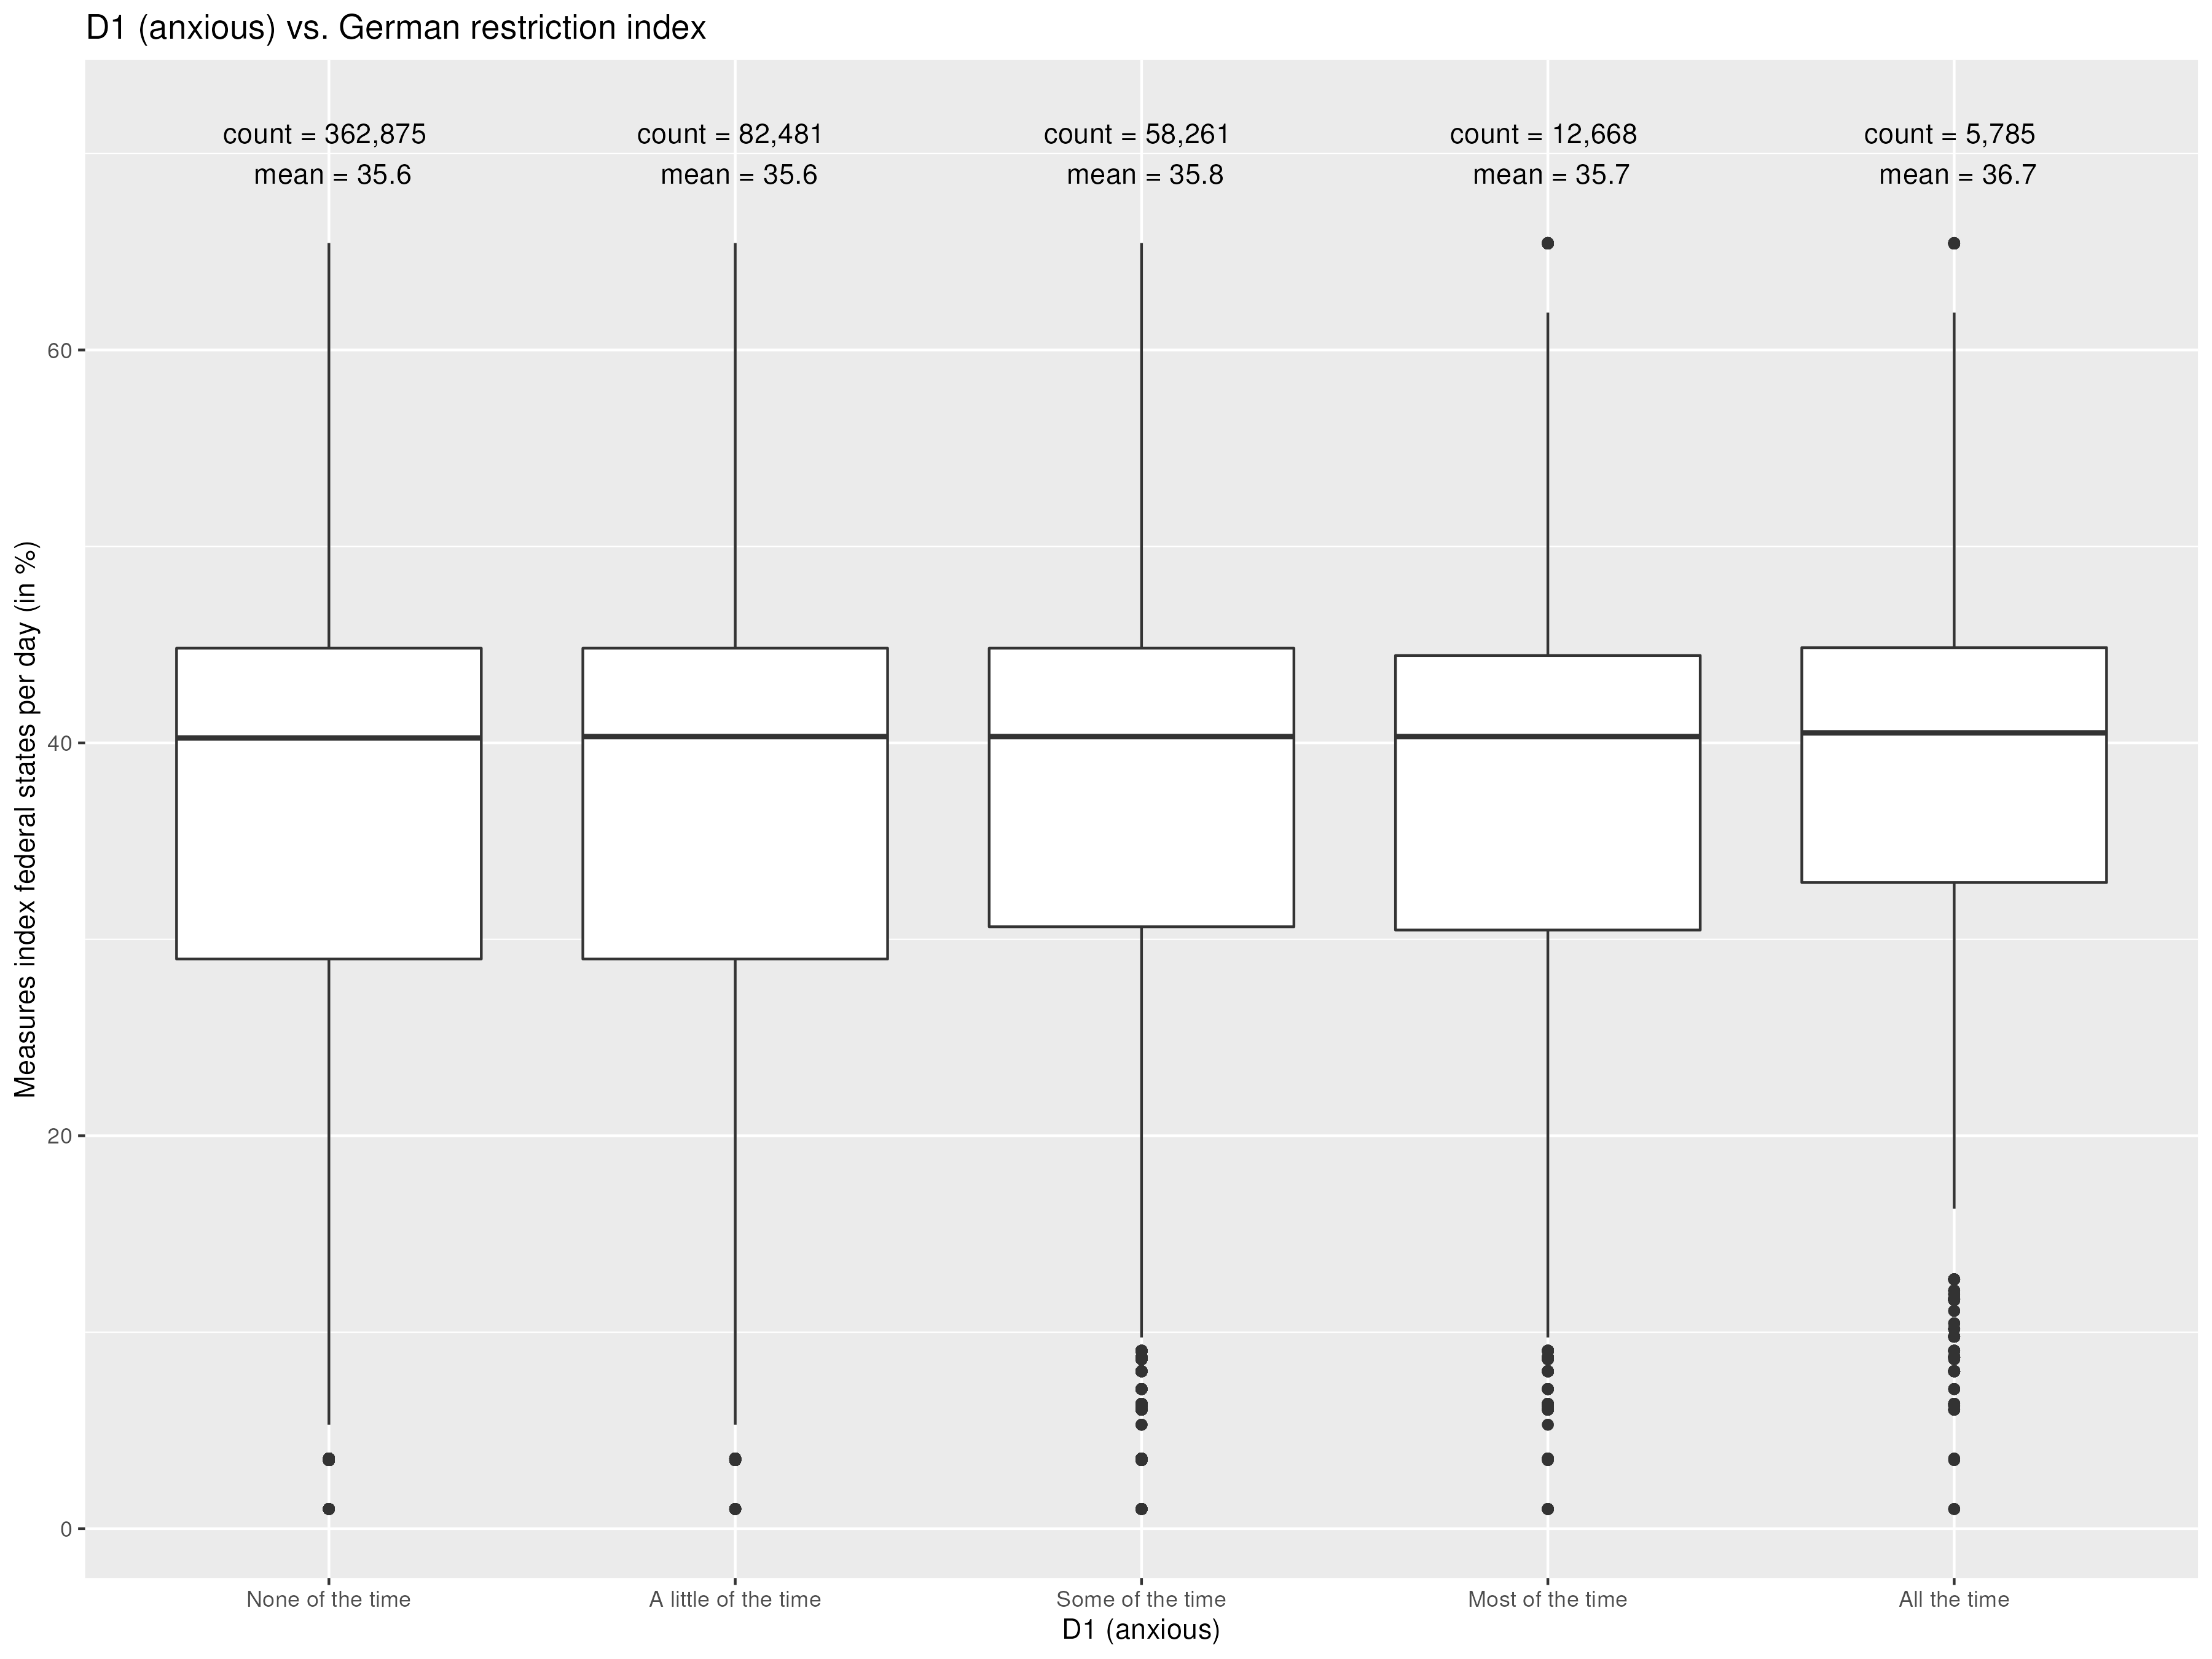 D1 (anxious) vs. German restriction index
count = 362,875
mean = 35.6
count = 82,481
mean = 35.6
count = 58,261
mean = 35.8
count = 12,668
mean = 35.7
count = 5,785
mean = 36.7
Measures index federal states per day (in %)
60
40
20
0
None of the time
A little of the time
Some of the time
Most of the time
All the time
D1 (anxious)